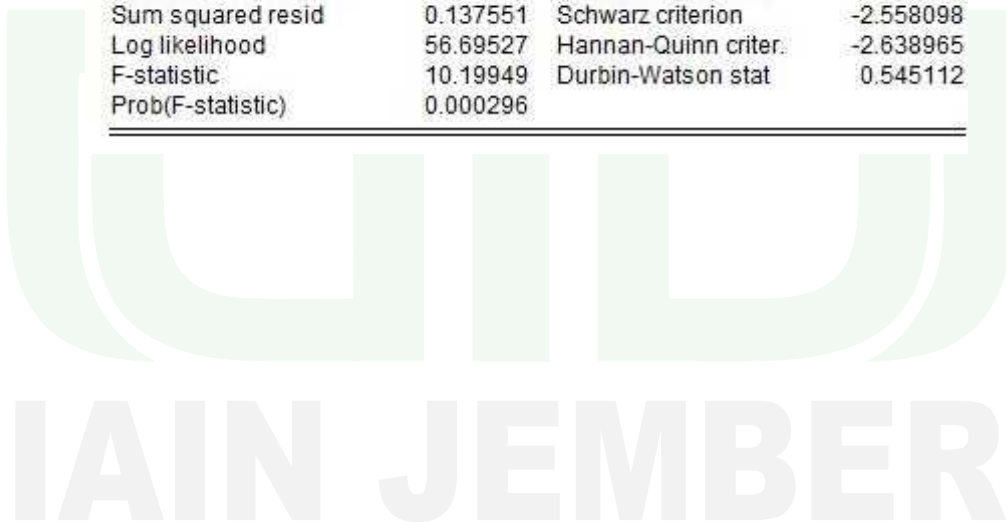 Sum squared resid 0.137551 Schwarz criterion -2.558098
Log likelihood 56.69527 Hannan-Quinn criter. -2.638965
F-statistic 10.19949 Durbin-Watson stat 0.545112
Prob(F-statistic) 0.000296
IAIN JEMBER